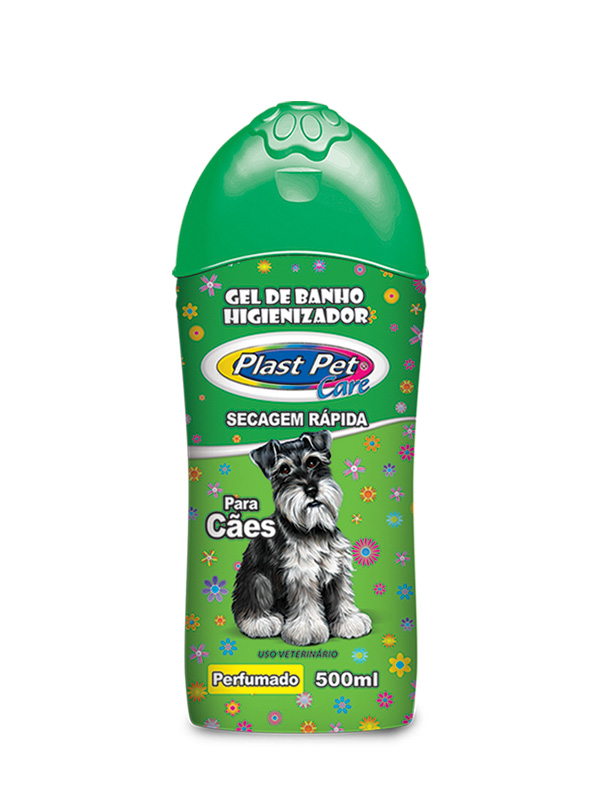 GEL DE BANHO
HIGIENIZADOR
Plast Pet®
Care
SECAGEM RÁPIDA
Para
Cães
USO VETERINÁRIO
Perfumado 500ml